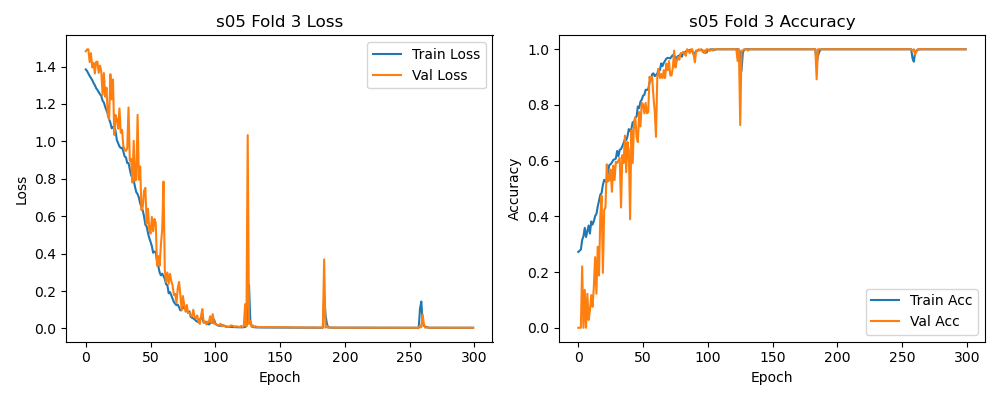 s05 Fold 3 Loss
Loss
1.4
1.2
1.0
0.8
0.6
0.4
0.2
0.0
0 50 100 150 200 250 300
Epoch
Train Loss
Val Loss
s05 Fold 3 Accuracy
Accuracy
1.0
0.8
0.6
0.4
0.2
0.0
0 50 100 150 200 250 300
Epoch
Train Acc
Val Acc